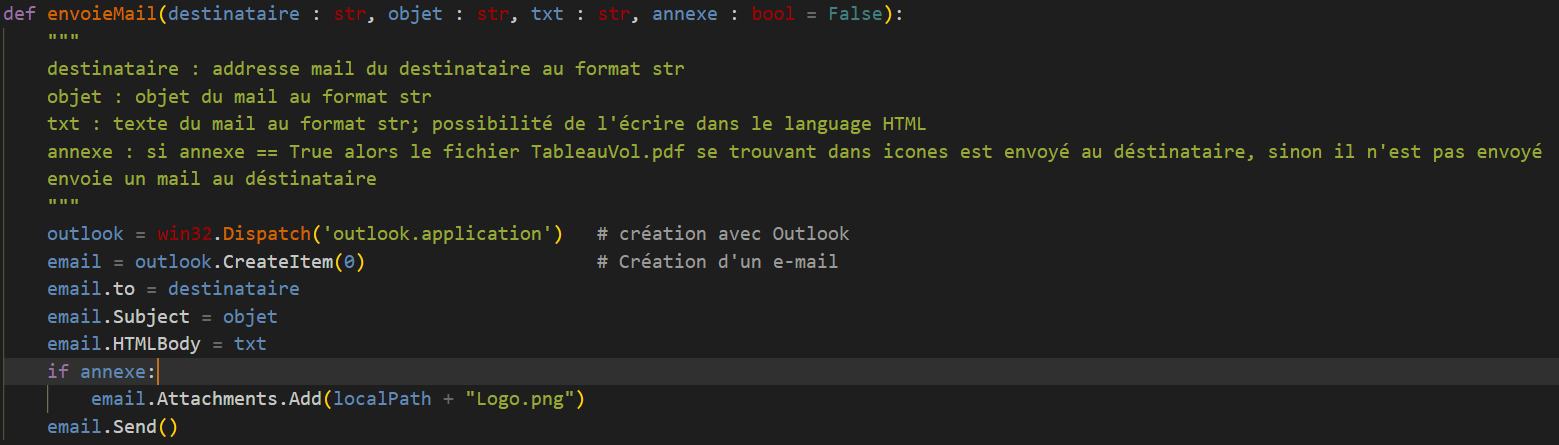 def envoieMail(destinataire : str, objet : str, txt : str, annexe : bool = False):
    """
    destinataire : addresse mail du destinataire au format str
    objet : objet du mail au format str
    txt : texte du mail au format str; possibilité de l'écrire dans le language HTML
    annexe : si annexe == True alors le fichier TableauVol.pdf se trouvant dans icones est envoyé au déstinataire, sinon il n'est pas envoyé
    envoie un mail au déstinataire
    """
    outlook = win32.Dispatch('outlook.application')   # création avec Outlook
    email = outlook.CreateItem(0)                     # Création d'un e-mail
    email.to = destinataire
    email.Subject = objet
    email.HTMLBody = txt
    if annexe:
        email.Attachments.Add(localPath + "Logo.png")
    email.Send()